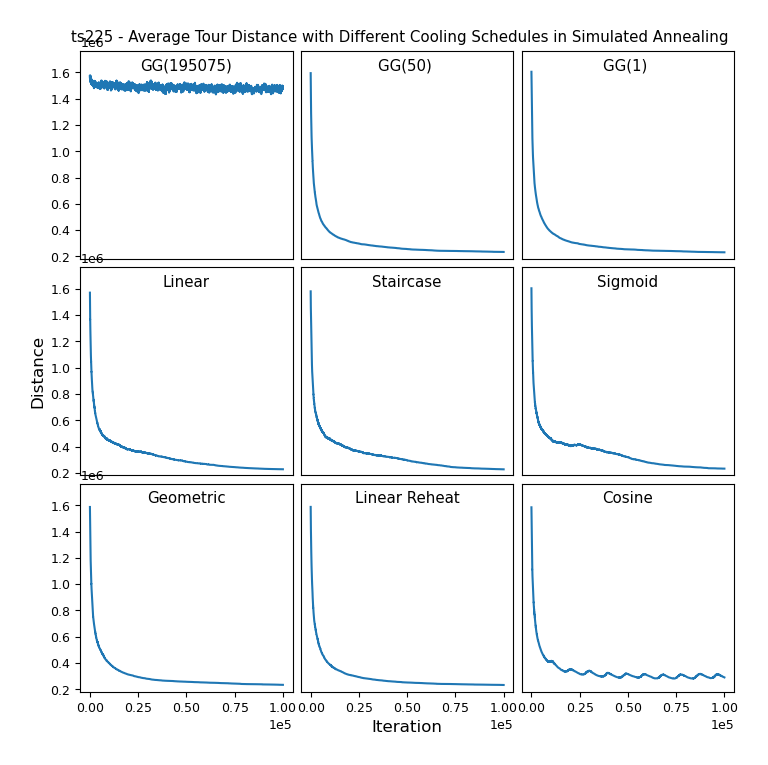 ts225 - Average Tour Distance with Different Cooling Schedules in Simulated Annealing
1e6
GG(195075) GG(50) GG(1)
1.6
1.4
1.2
1.0
0.8
0.6
0.4
0.2
1e6
Linear Staircase Sigmoid
1.6
1.4
1.2
1.0
0.8
0.6
0.4
0.2
Distance
1e6
Geometric Linear Reheat Cosine
1.6
1.4
1.2
1.0
0.8
0.6
0.4
0.2
0.00 0.25 0.50 0.75 1.00 0.00 0.25 0.50 0.75 1.00 0.00 0.25 0.50 0.75 1.00
1e5 1e5 1e5
Iteration